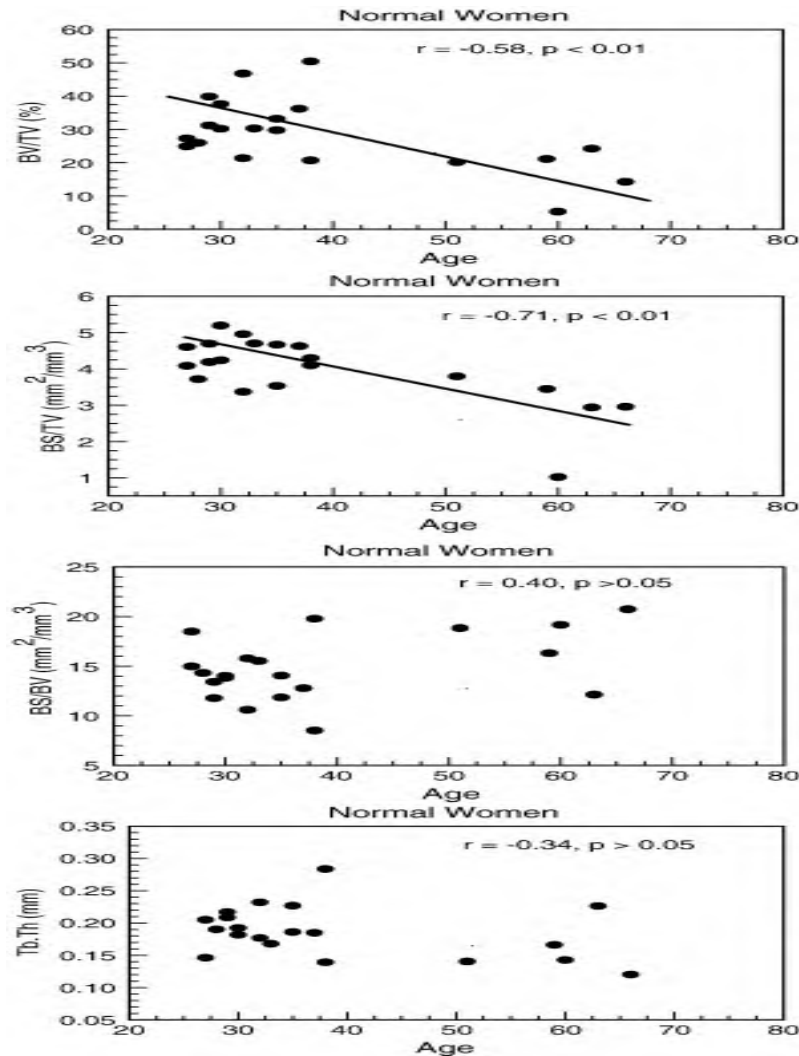 Normal Women
r = -0.58, p < 0.01
BV/TV (%)
60
50
40
30
20
10
0
20 30 40 50 60 70 80
Age
Normal Women
r = -0.71, p < 0.01
BS/TV (mm²/mm³)
6
5
4
3
2
1
20 30 40 50 60 70 80
Age
Normal Women
r = 0.40, p >0.05
BS/BV (mm²/mm³)
25
20
15
10
5
20 30 40 50 60 70 80
Age
Normal Women
r = -0.34, p > 0.05
Tb.Th (mm)
0.35
0.30
0.25
0.20
0.15
0.10
0.05
20 30 40 50 60 70 80
Age